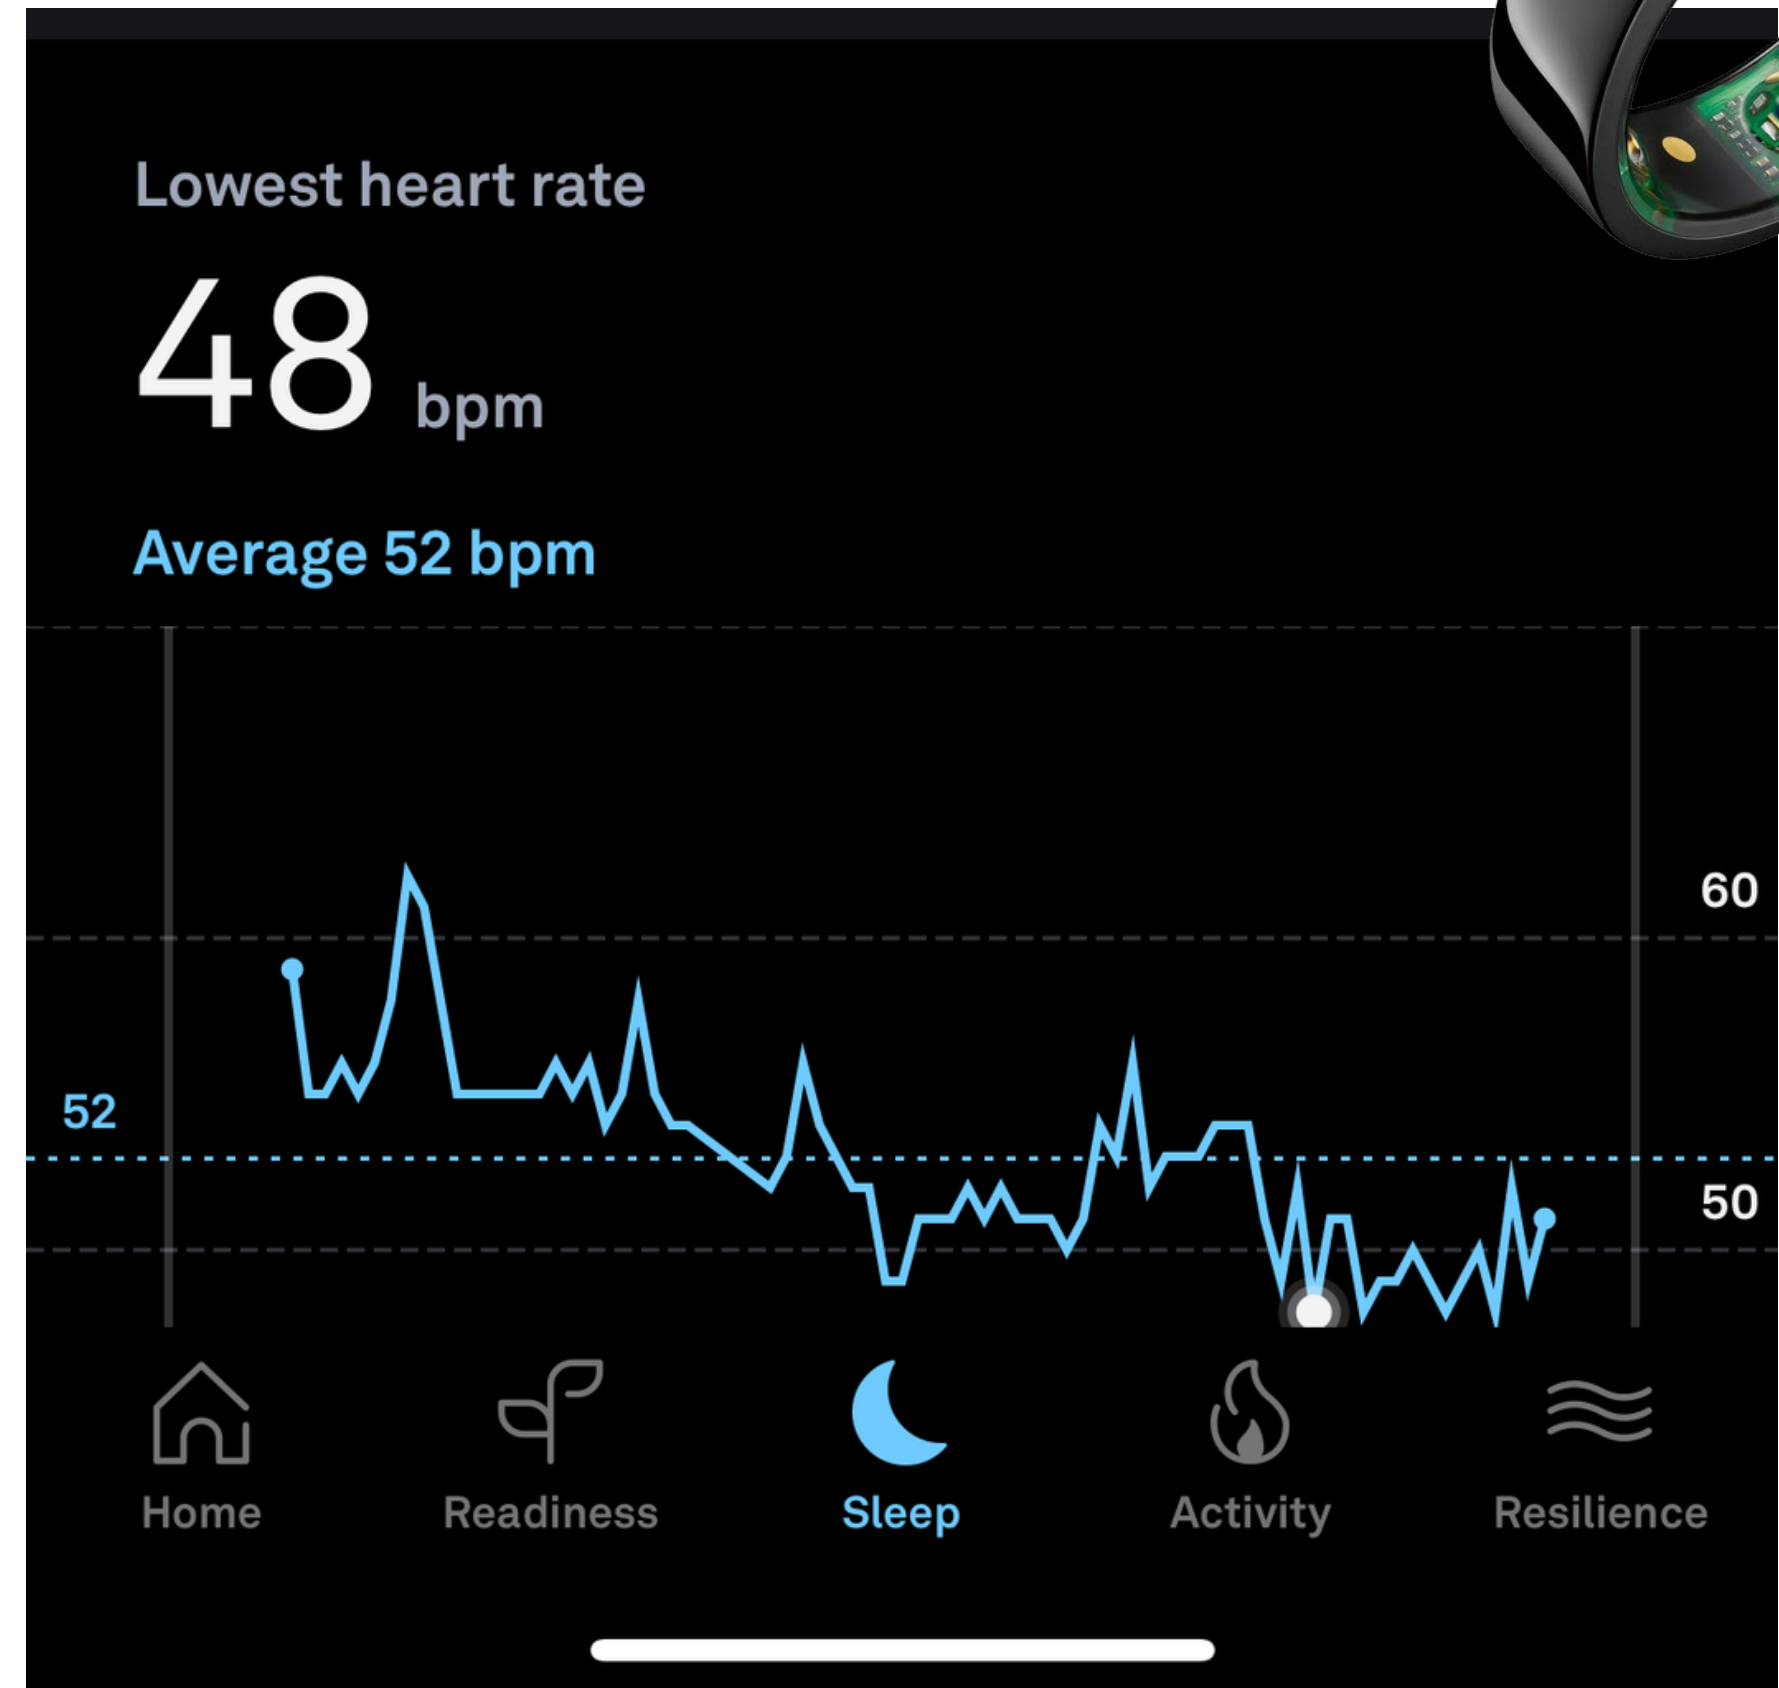 Lowest heart rate
48 bpm
Average 52 bpm
60
52
50
Home Readiness Sleep Activity Resilience